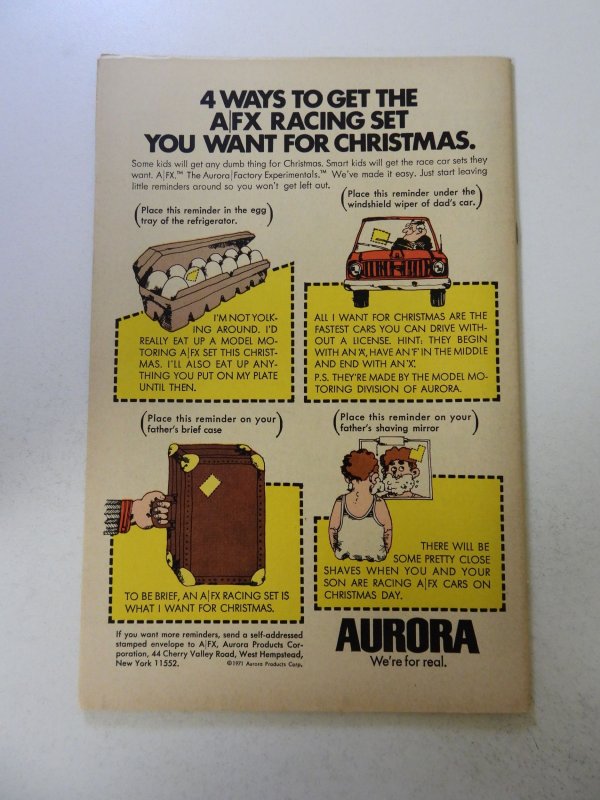 4 WAYS TO GET THE
A|FX RACING SET
YOU WANT FOR CHRISTMAS.
Some kids will get any dumb thing for Christmas. Smart kids will get the race car sets they
want. A|FX.™ The Aurora|Factory Experimentals.™ We've made it easy. Just start leaving
little reminders around so you won't get left out.
(Place this reminder in the egg
tray of the refrigerator.)
I'M NOT YOLK-
ING AROUND. I'D
REALLY EAT UP A MODEL MO-
TORING A|FX SET THIS CHRIST-
MAS. I'LL ALSO EAT UP ANY-
THING YOU PUT ON MY PLATE
UNTIL THEN.
(Place this reminder under the
windshield wiper of dad's car.)
ALL I WANT FOR CHRISTMAS ARE THE
FASTEST CARS YOU CAN DRIVE WITH-
OUT A LICENSE. HINT: THEY BEGIN
WITH AN 'A', HAVE AN 'F' IN THE MIDDLE
AND END WITH AN 'X'.
P.S. THEY'RE MADE BY THE MODEL MO-
TORING DIVISION OF AURORA.
(Place this reminder on your
father's brief case)
TO BE BRIEF, AN A|FX RACING SET IS
WHAT I WANT FOR CHRISTMAS.
(Place this reminder on your
father's shaving mirror)
THERE WILL BE
SOME PRETTY CLOSE
SHAVES WHEN YOU AND YOUR
SON ARE RACING A|FX CARS ON
CHRISTMAS DAY.
If you want more reminders, send a self-addressed
stamped envelope to A|FX, Aurora Products Cor-
poration, 44 Cherry Valley Road, West Hempstead,
New York 11552. ©1971 Aurora Products Corp.
AURORA
We're for real.